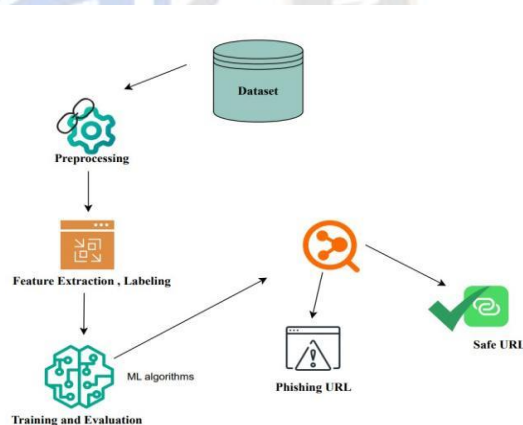 Dataset
Preprocessing
Feature Extraction , Labeling
ML algorithms
Training and Evaluation
Phishing URL
Safe URL